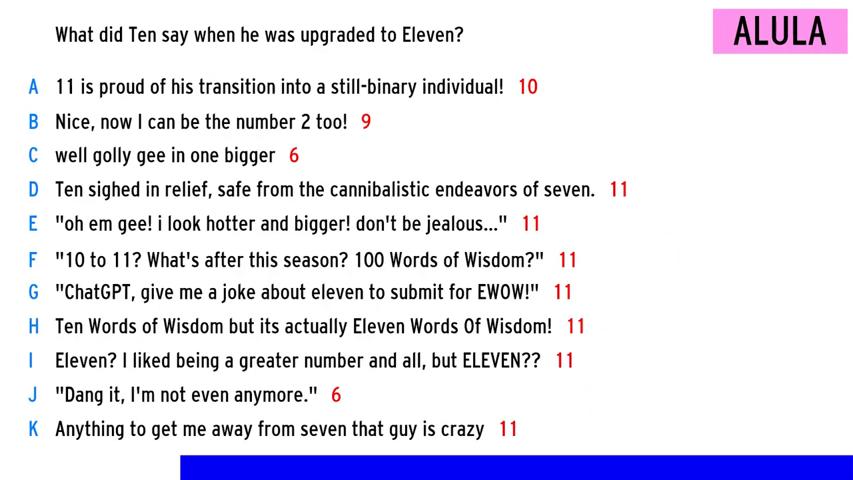 What did Ten say when he was upgraded to Eleven?
ALULA
A 11 is proud of his transition into a still-binary individual! 10
B Nice, now I can be the number 2 too! 9
C well golly gee in one bigger 6
D Ten sighed in relief, safe from the cannibalistic endeavors of seven. 11
E "oh em gee! i look hotter and bigger! don't be jealous..." 11
F "10 to 11? What's after this season? 100 Words of Wisdom?" 11
G "ChatGPT, give me a joke about eleven to submit for EWOW!" 11
H Ten Words of Wisdom but its actually Eleven Words Of Wisdom! 11
I Eleven? I liked being a greater number and all, but ELEVEN?? 11
J "Dang it, I'm not even anymore." 6
K Anything to get me away from seven that guy is crazy 11